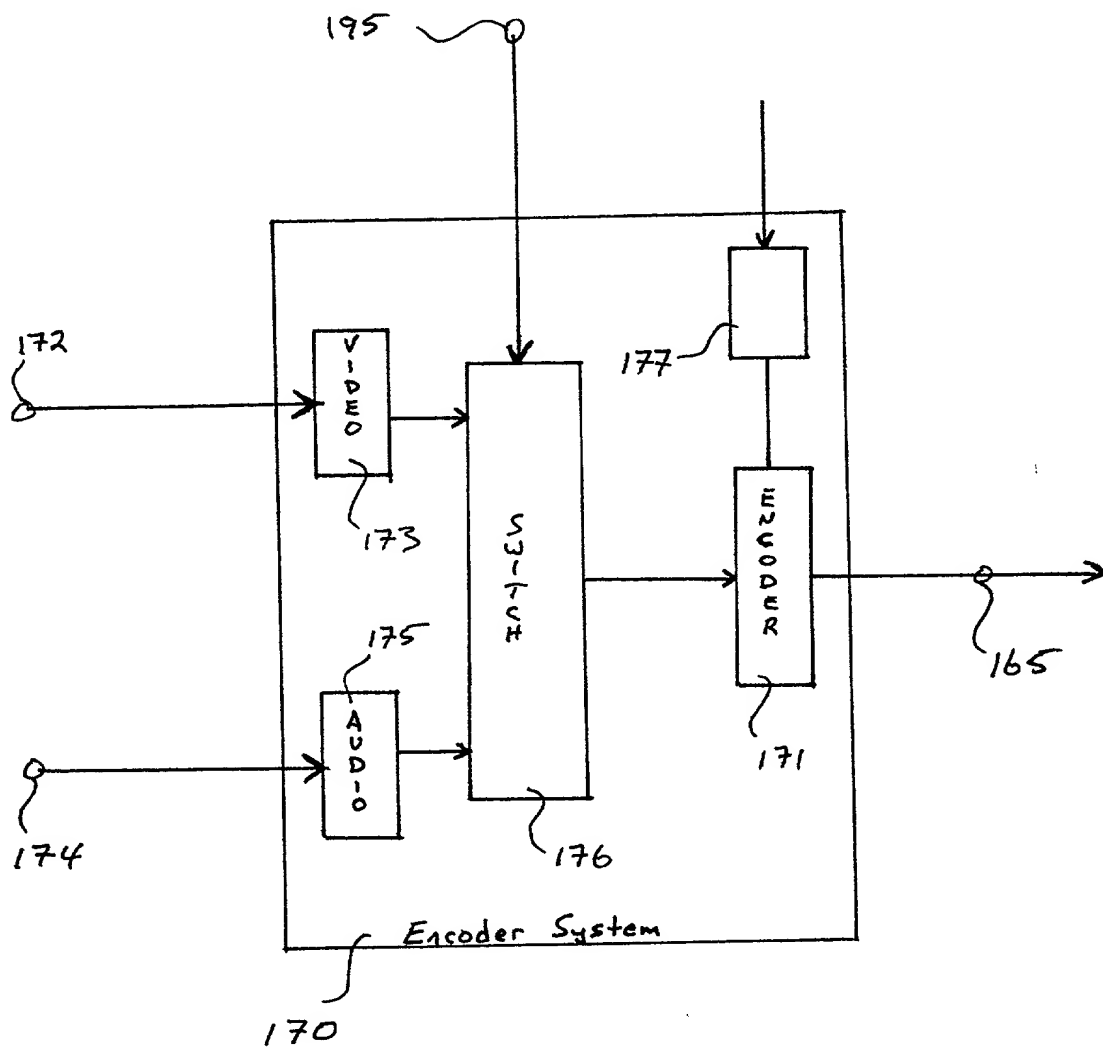 195
172
177
VIDEO
173
SWITCH
ENCODER
175
165
AUDIO
171
174
176
Encoder System
170